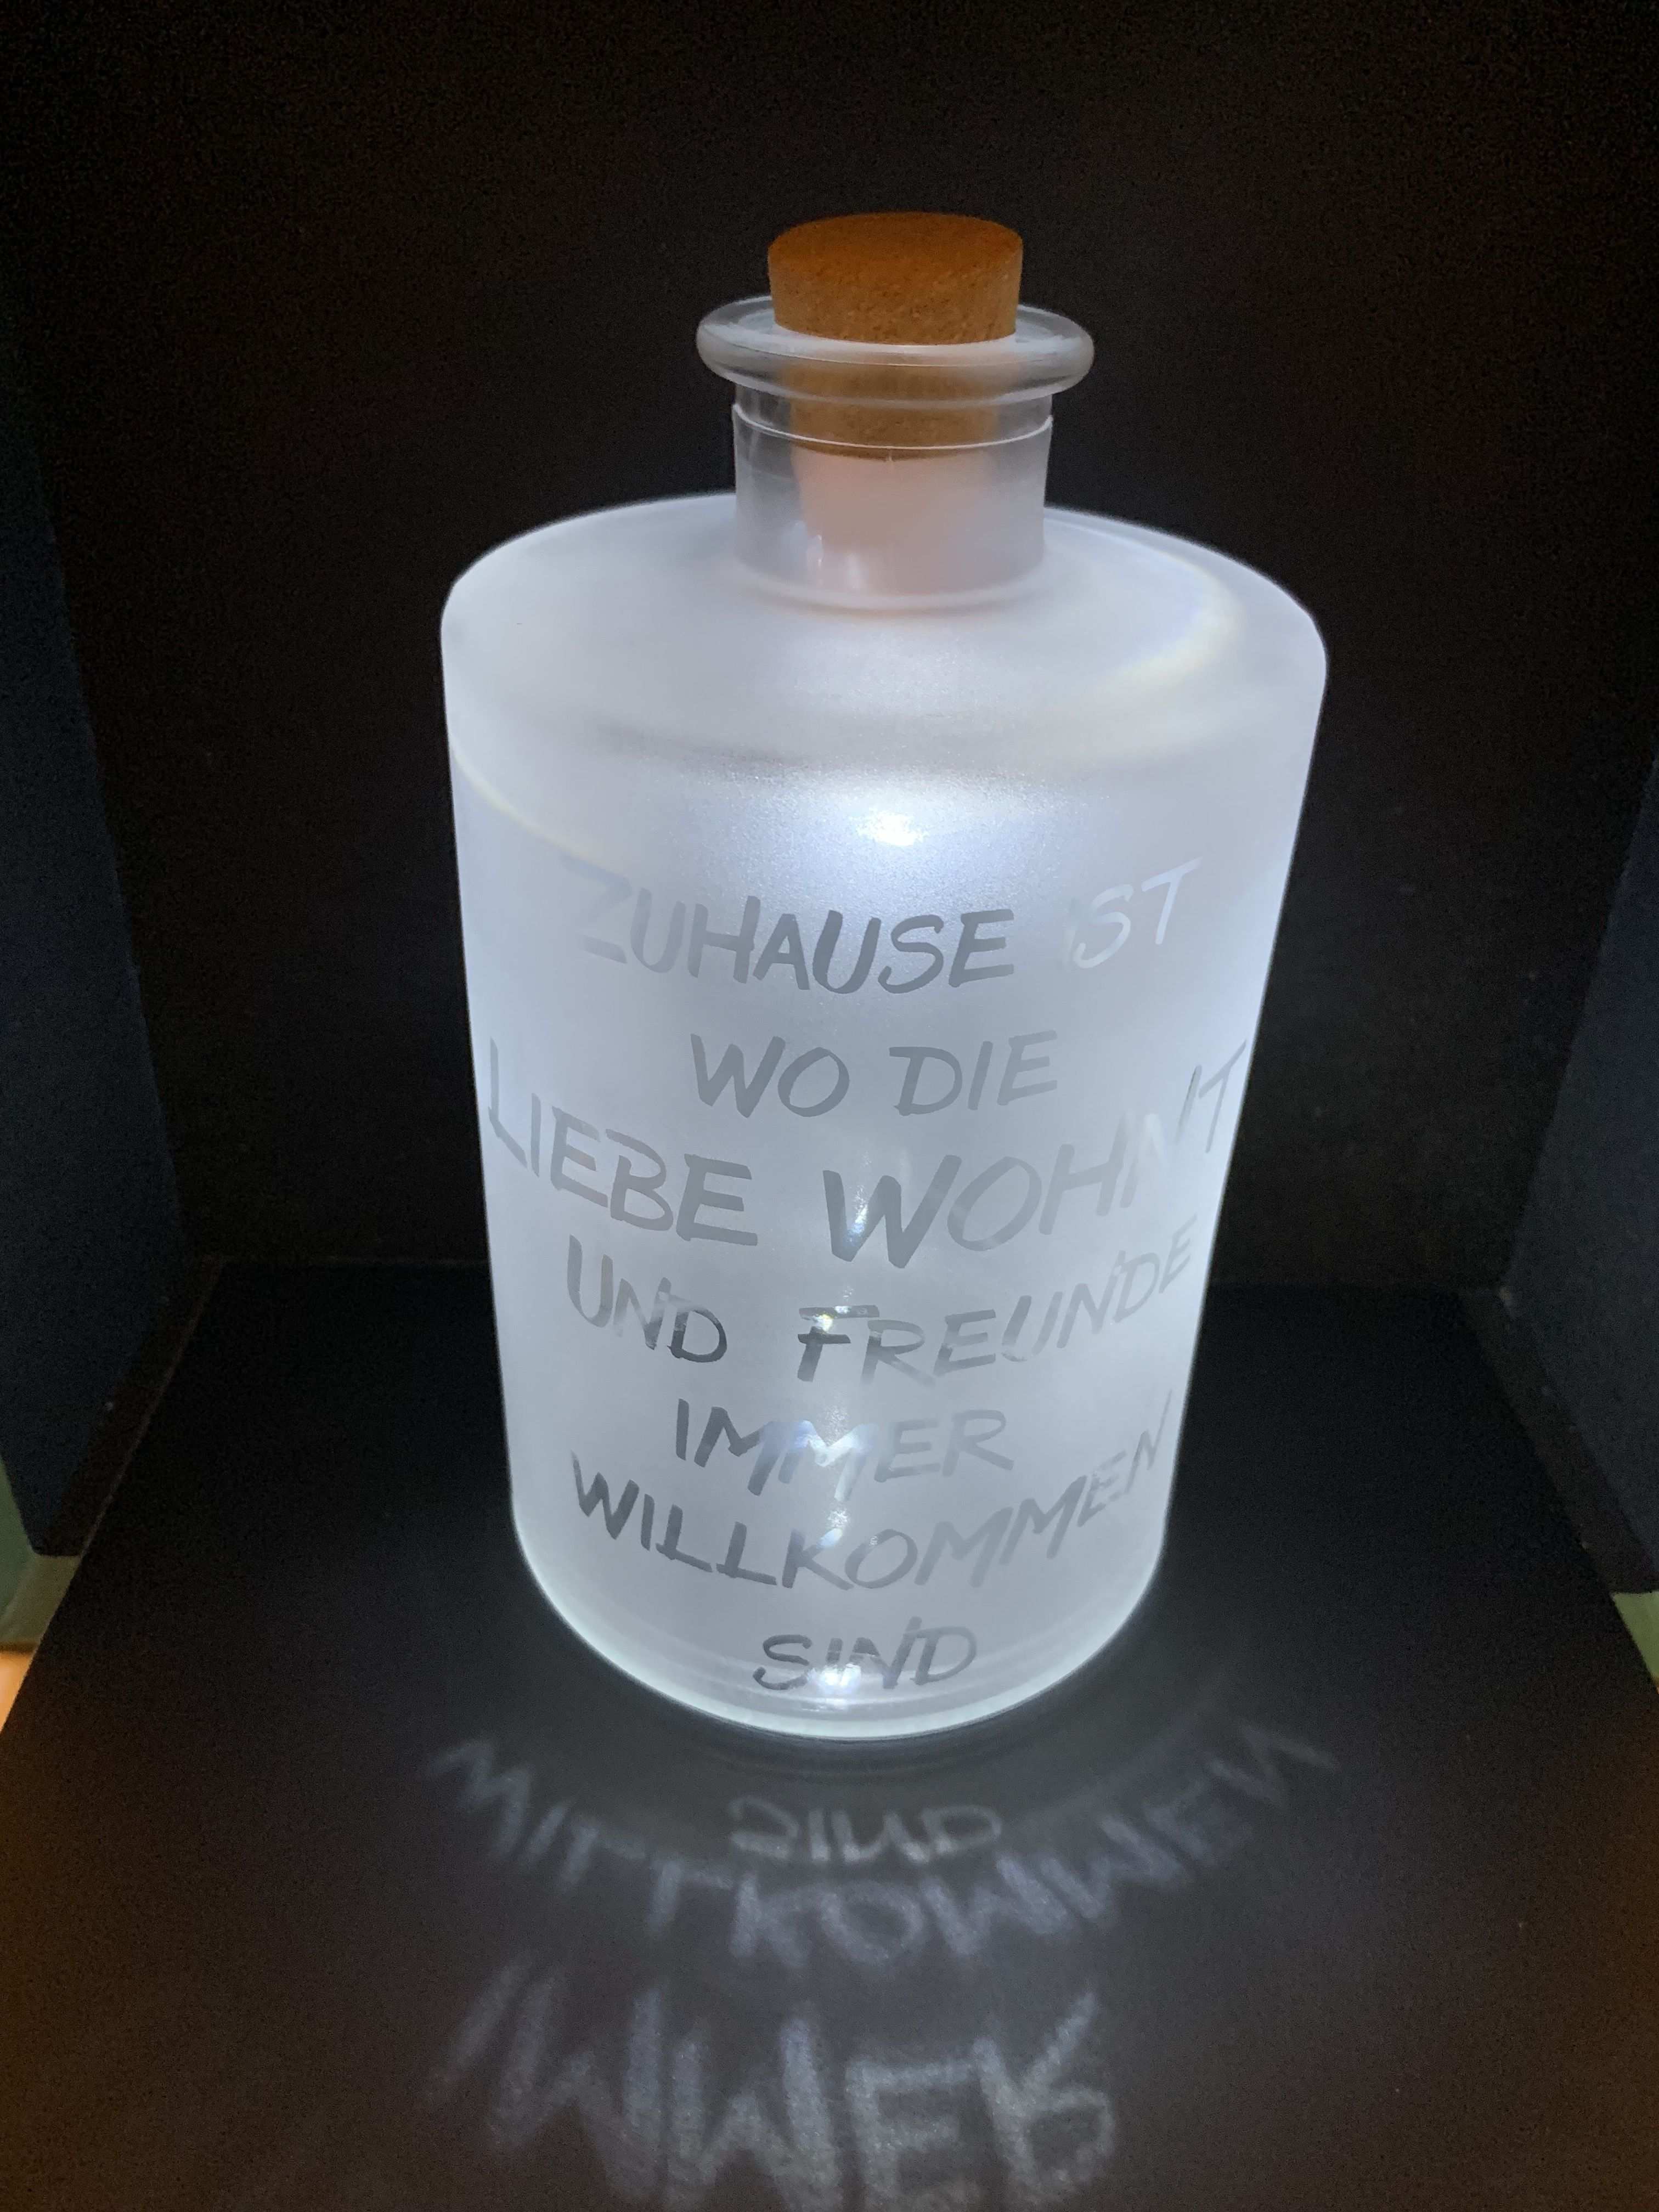 ZUHAUSE IST
WO DIE
LIEBE WOHNT
UND FREUNDE
IMMER
WILLKOMMEN
SIND